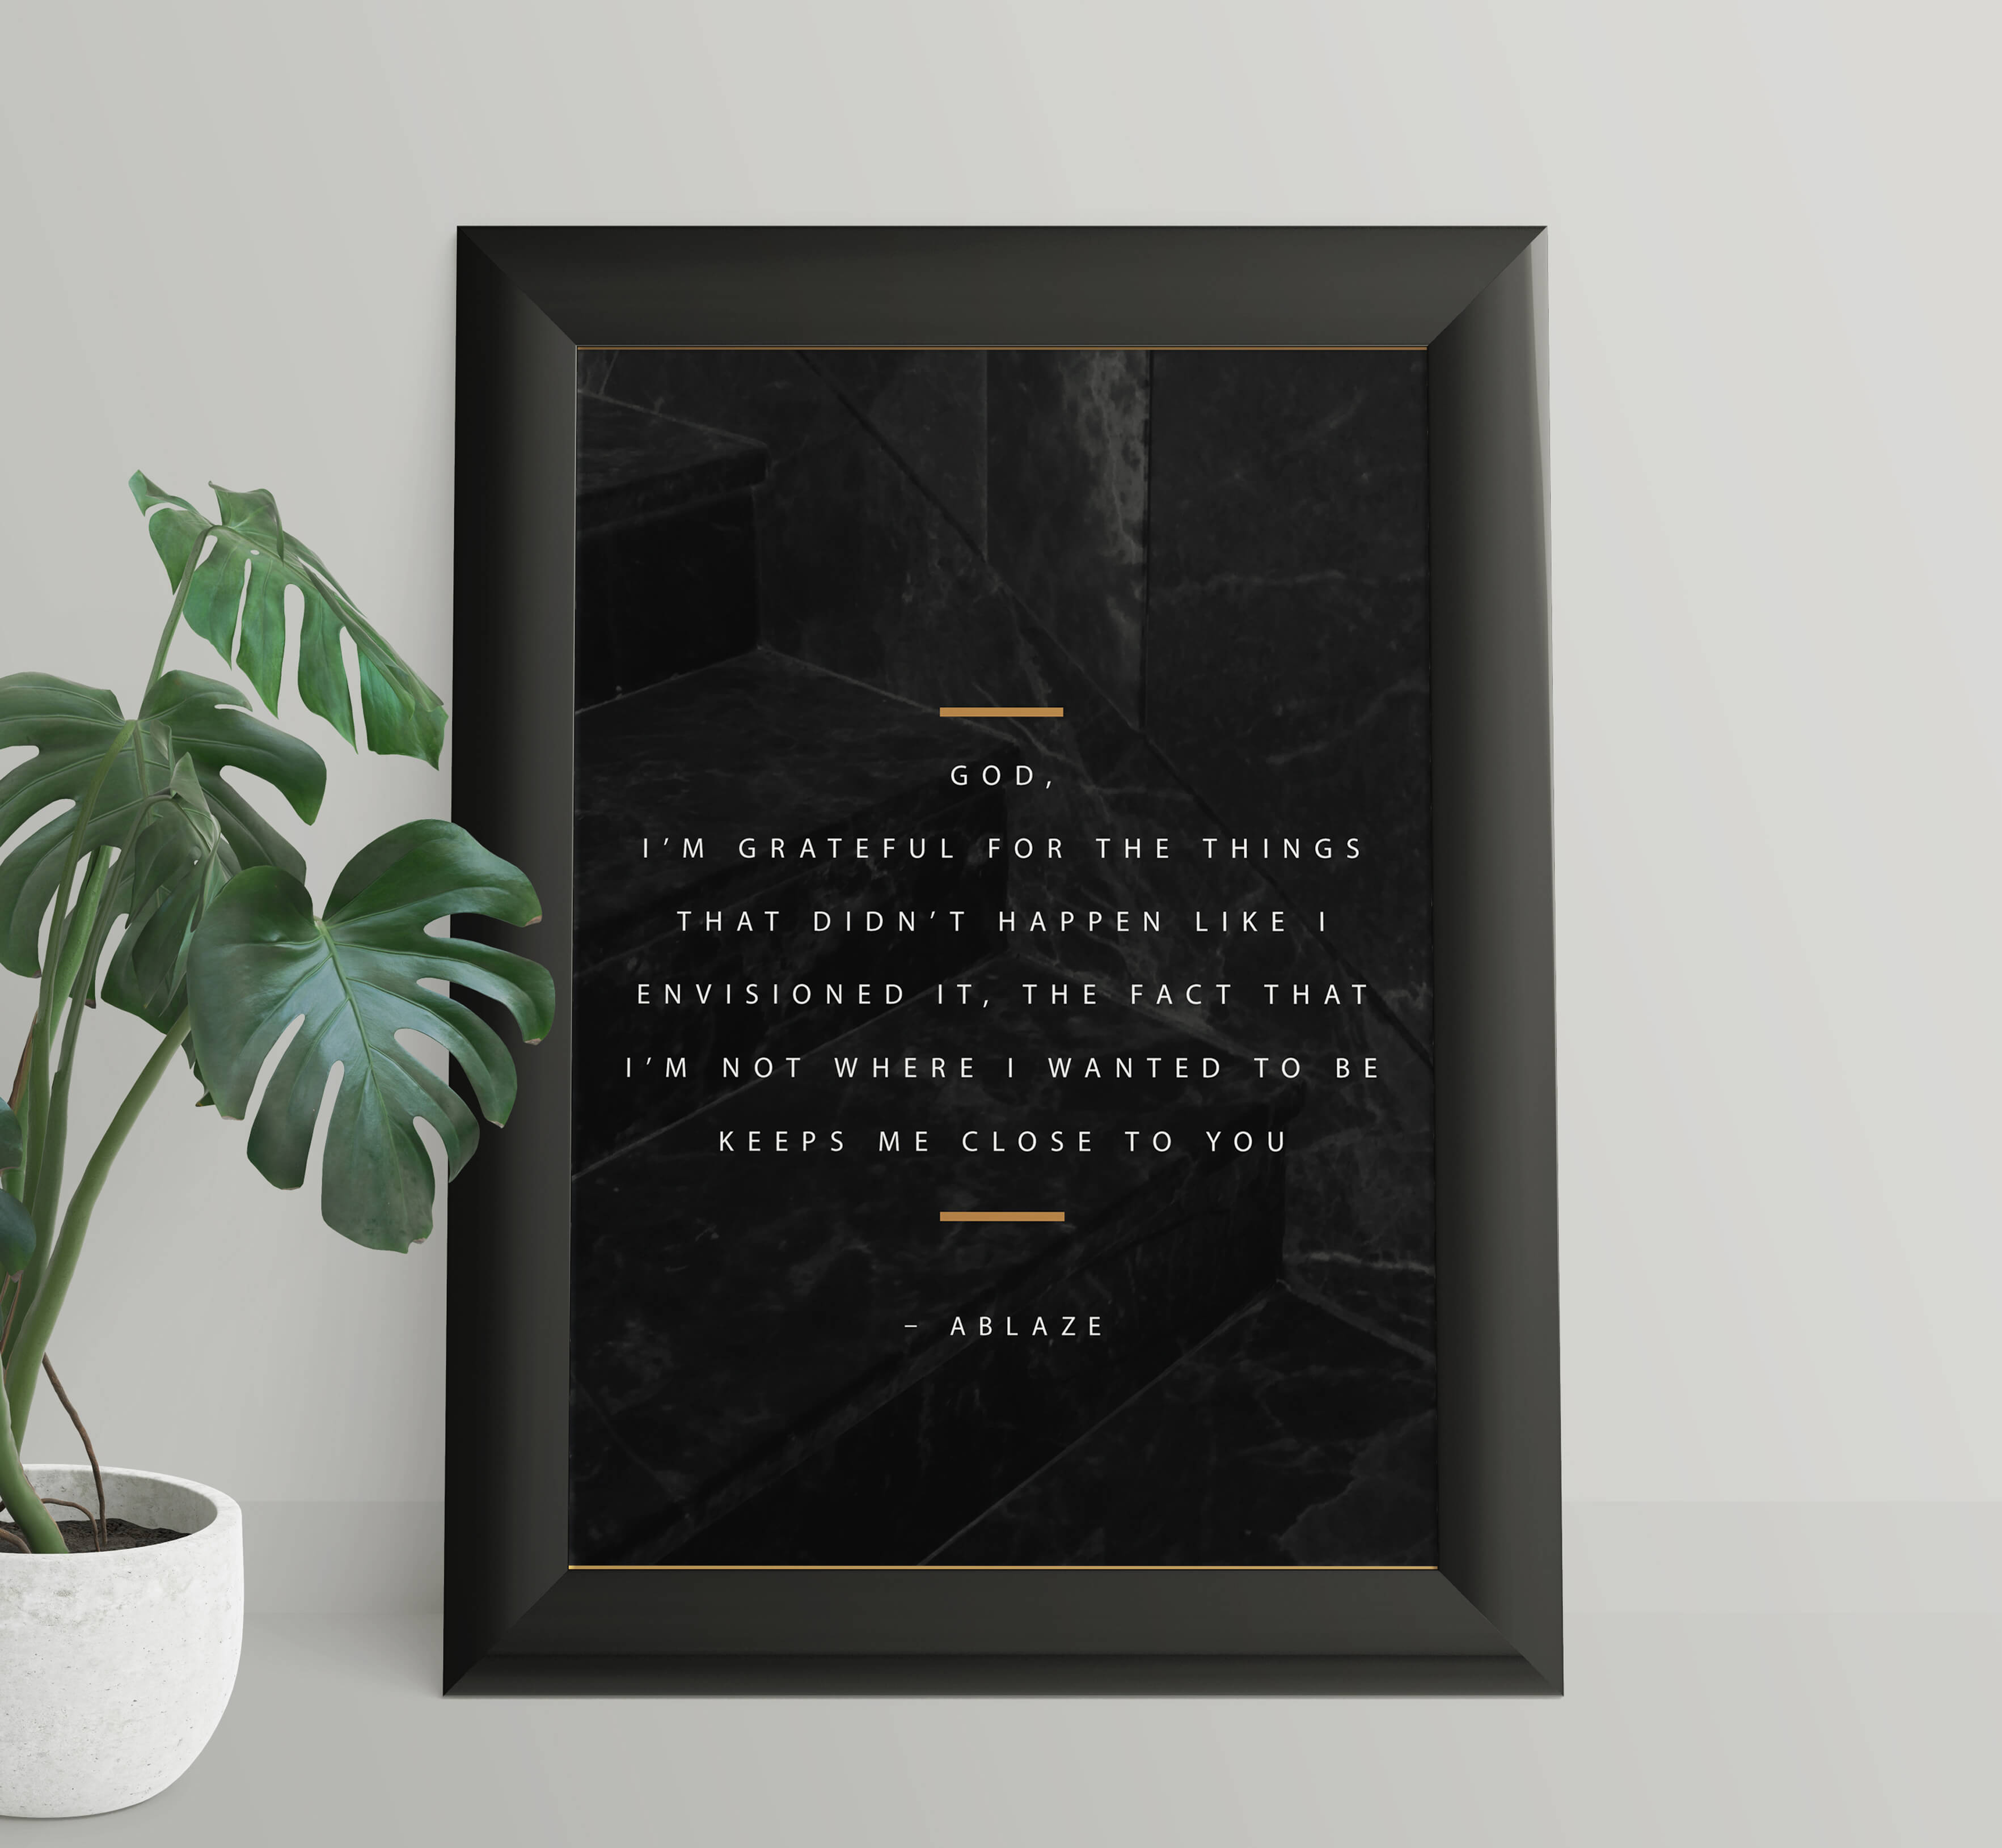 GOD,
I’M GRATEFUL FOR THE THINGS
THAT DIDN’T HAPPEN LIKE I
ENVISIONED IT, THE FACT THAT
I’M NOT WHERE I WANTED TO BE
KEEPS ME CLOSE TO YOU
– ABLAZE